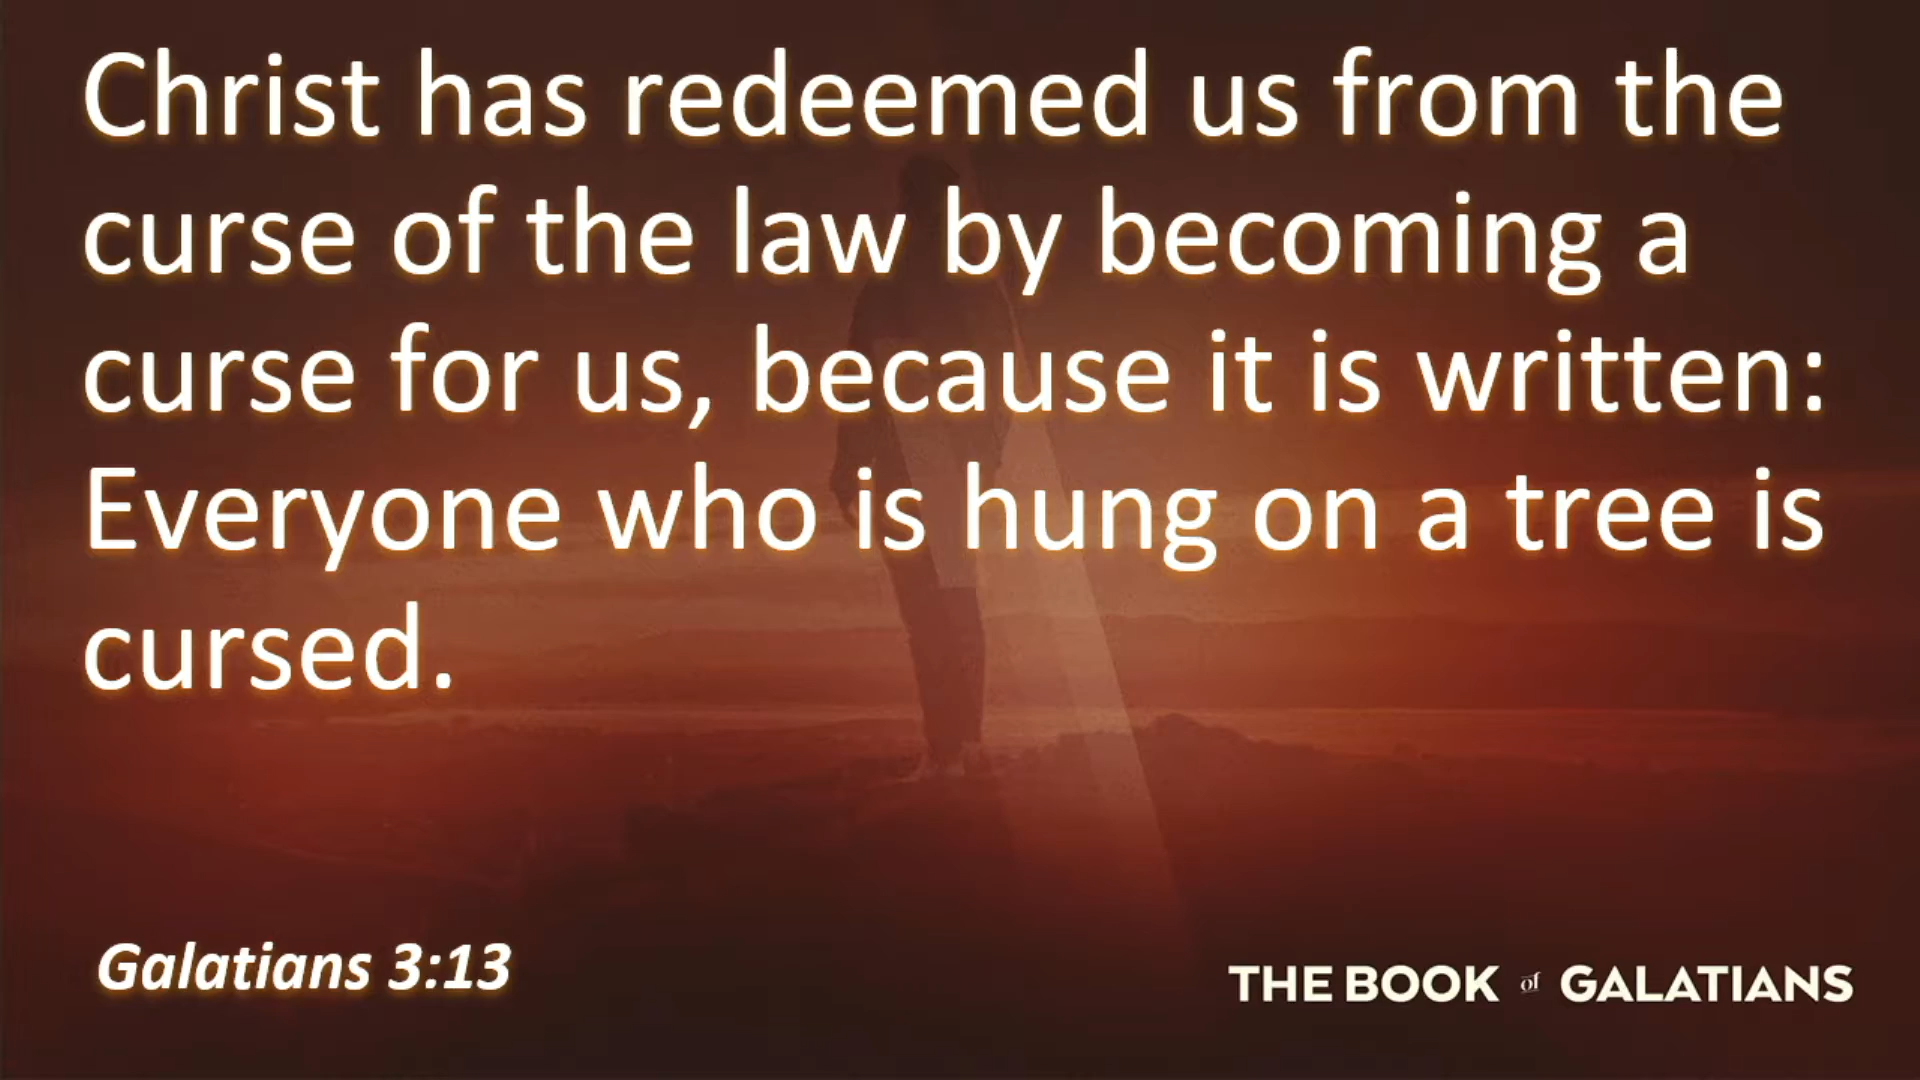 Christ has redeemed us from the
curse of the law by becoming a
curse for us, because it is written:
Everyone who is hung on a tree is
cursed.
Galatians 3:13
THE BOOK of GALATIANS